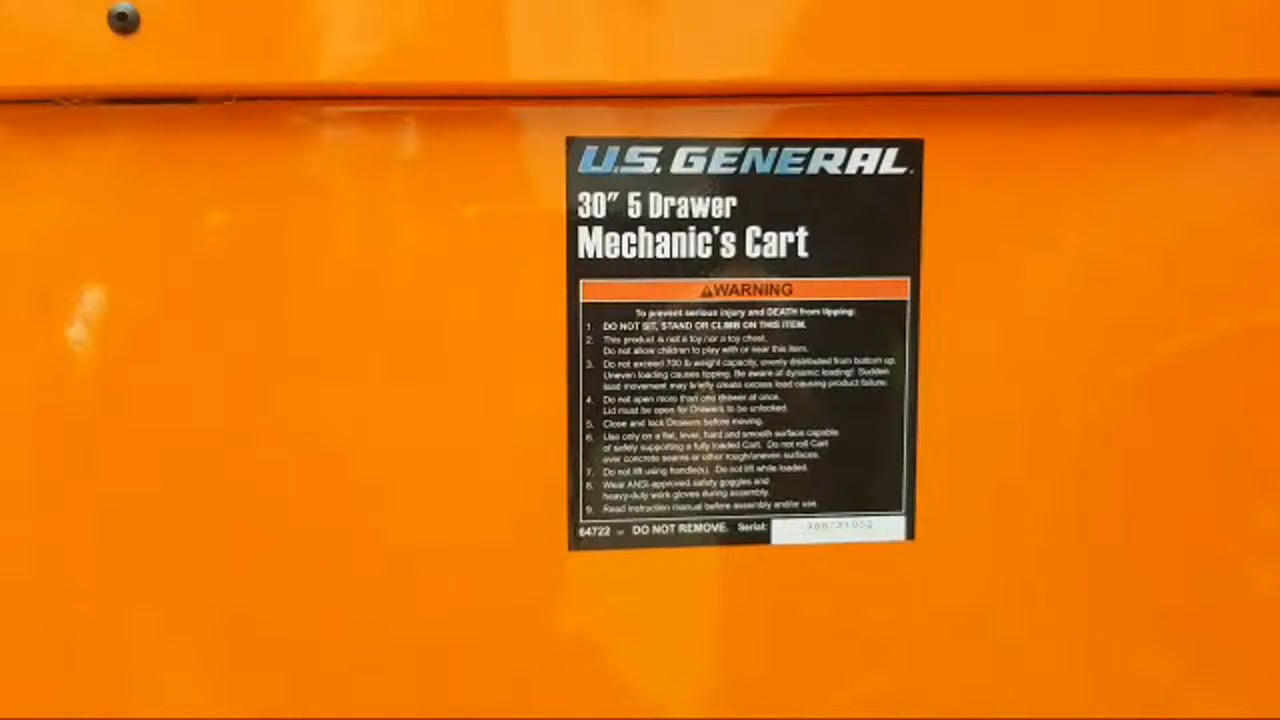 U.S. GENERAL
30" 5 Drawer
Mechanic's Cart
⚠WARNING
To prevent serious injury and DEATH from tipping:
1. DO NOT SIT, STAND OR CLIMB ON THIS ITEM.
2. This product is not a toy nor a toy chest.
Do not allow children to play with or near this item.
3. Do not exceed 700 lb weight capacity, evenly distributed from bottom up.
Uneven loading causes tipping. Be aware of dynamic loading! Sudden
load movement may briefly create excess load causing product failure.
4. Do not open more than one drawer at once.
Lid must be open for Drawers to be unlocked.
5. Close and lock Drawers before moving.
6. Use only on a flat, level, hard and smooth surface capable
of safely supporting a fully loaded Cart. Do not roll Cart
over concrete seams or other rough/uneven surfaces.
7. Do not lift using handle(s). Do not lift while loaded.
8. Wear ANSI-approved safety goggles and
heavy-duty work gloves during assembly.
9. Read instruction manual before assembly and/or use.
64722 DO NOT REMOVE. Serial: